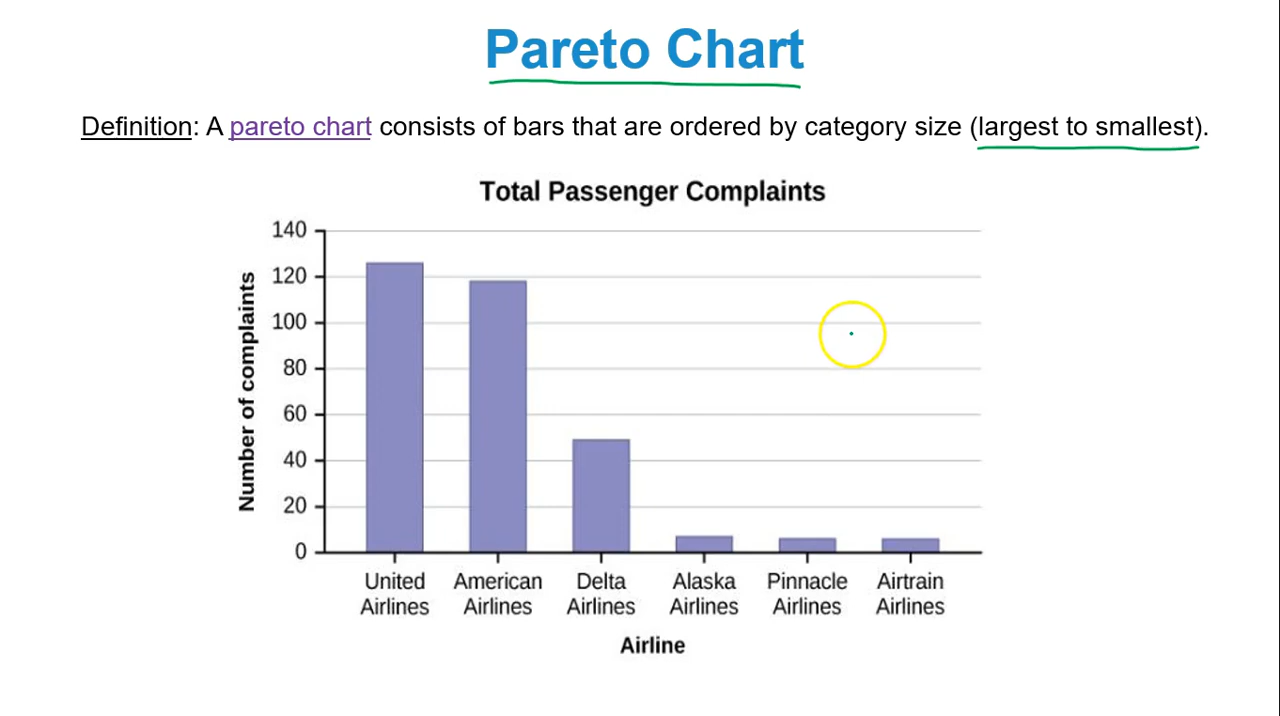 Pareto Chart
Definition: A pareto chart consists of bars that are ordered by category size (largest to smallest).
Total Passenger Complaints
Number of complaints
140
120
100
80
60
40
20
0
United Airlines
American Airlines
Delta Airlines
Alaska Airlines
Pinnacle Airlines
Airtrain Airlines
Airline